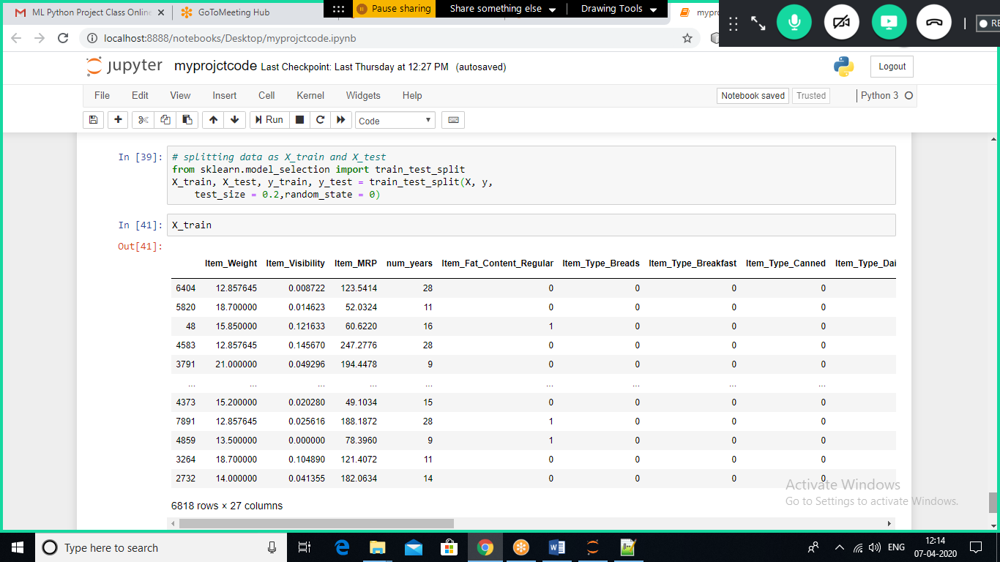 ML Python Project Class Online
GoToMeeting Hub
Pause sharing
Share something else
Drawing Tools
localhost:8888/notebooks/Desktop/myprojctcode.ipynb
jupyter myprojctcode Last Checkpoint: Last Thursday at 12:27 PM (autosaved)
Logout
File Edit View Insert Cell Kernel Widgets Help
Notebook saved Trusted Python 3
Run Code
In [39]: # splitting data as X_train and X_test
from sklearn.model_selection import train_test_split
X_train, X_test, y_train, y_test = train_test_split(X, y,
test_size = 0.2,random_state = 0)
In [41]: X_train
Out[41]:
Item_Weight Item_Visibility Item_MRP num_years Item_Fat_Content_Regular Item_Type_Breads Item_Type_Breakfast Item_Type_Canned Item_Type_Dai
6404 12.857645 0.008722 123.5414 28 0 0 0 0
5820 18.700000 0.014623 52.0324 11 0 0 0 0
48 15.850000 0.121633 60.6220 16 1 0 0 0
4583 12.857645 0.145670 247.2776 28 0 0 0 0
3791 21.000000 0.049296 194.4478 9 0 0 0 0
... ... ... ... ... ... ... ... ...
4373 15.200000 0.020280 49.1034 15 0 0 0 0
7891 12.857645 0.025616 188.1872 28 1 0 0 0
4859 13.500000 0.000000 78.3960 9 1 0 0 0
3264 18.700000 0.104890 121.4072 11 0 0 0 0
2732 14.000000 0.041355 182.0634 14 0 0 0 0
6818 rows × 27 columns
Activate Windows
Go to Settings to activate Windows.
Type here to search
ENG
12:14
07-04-2020